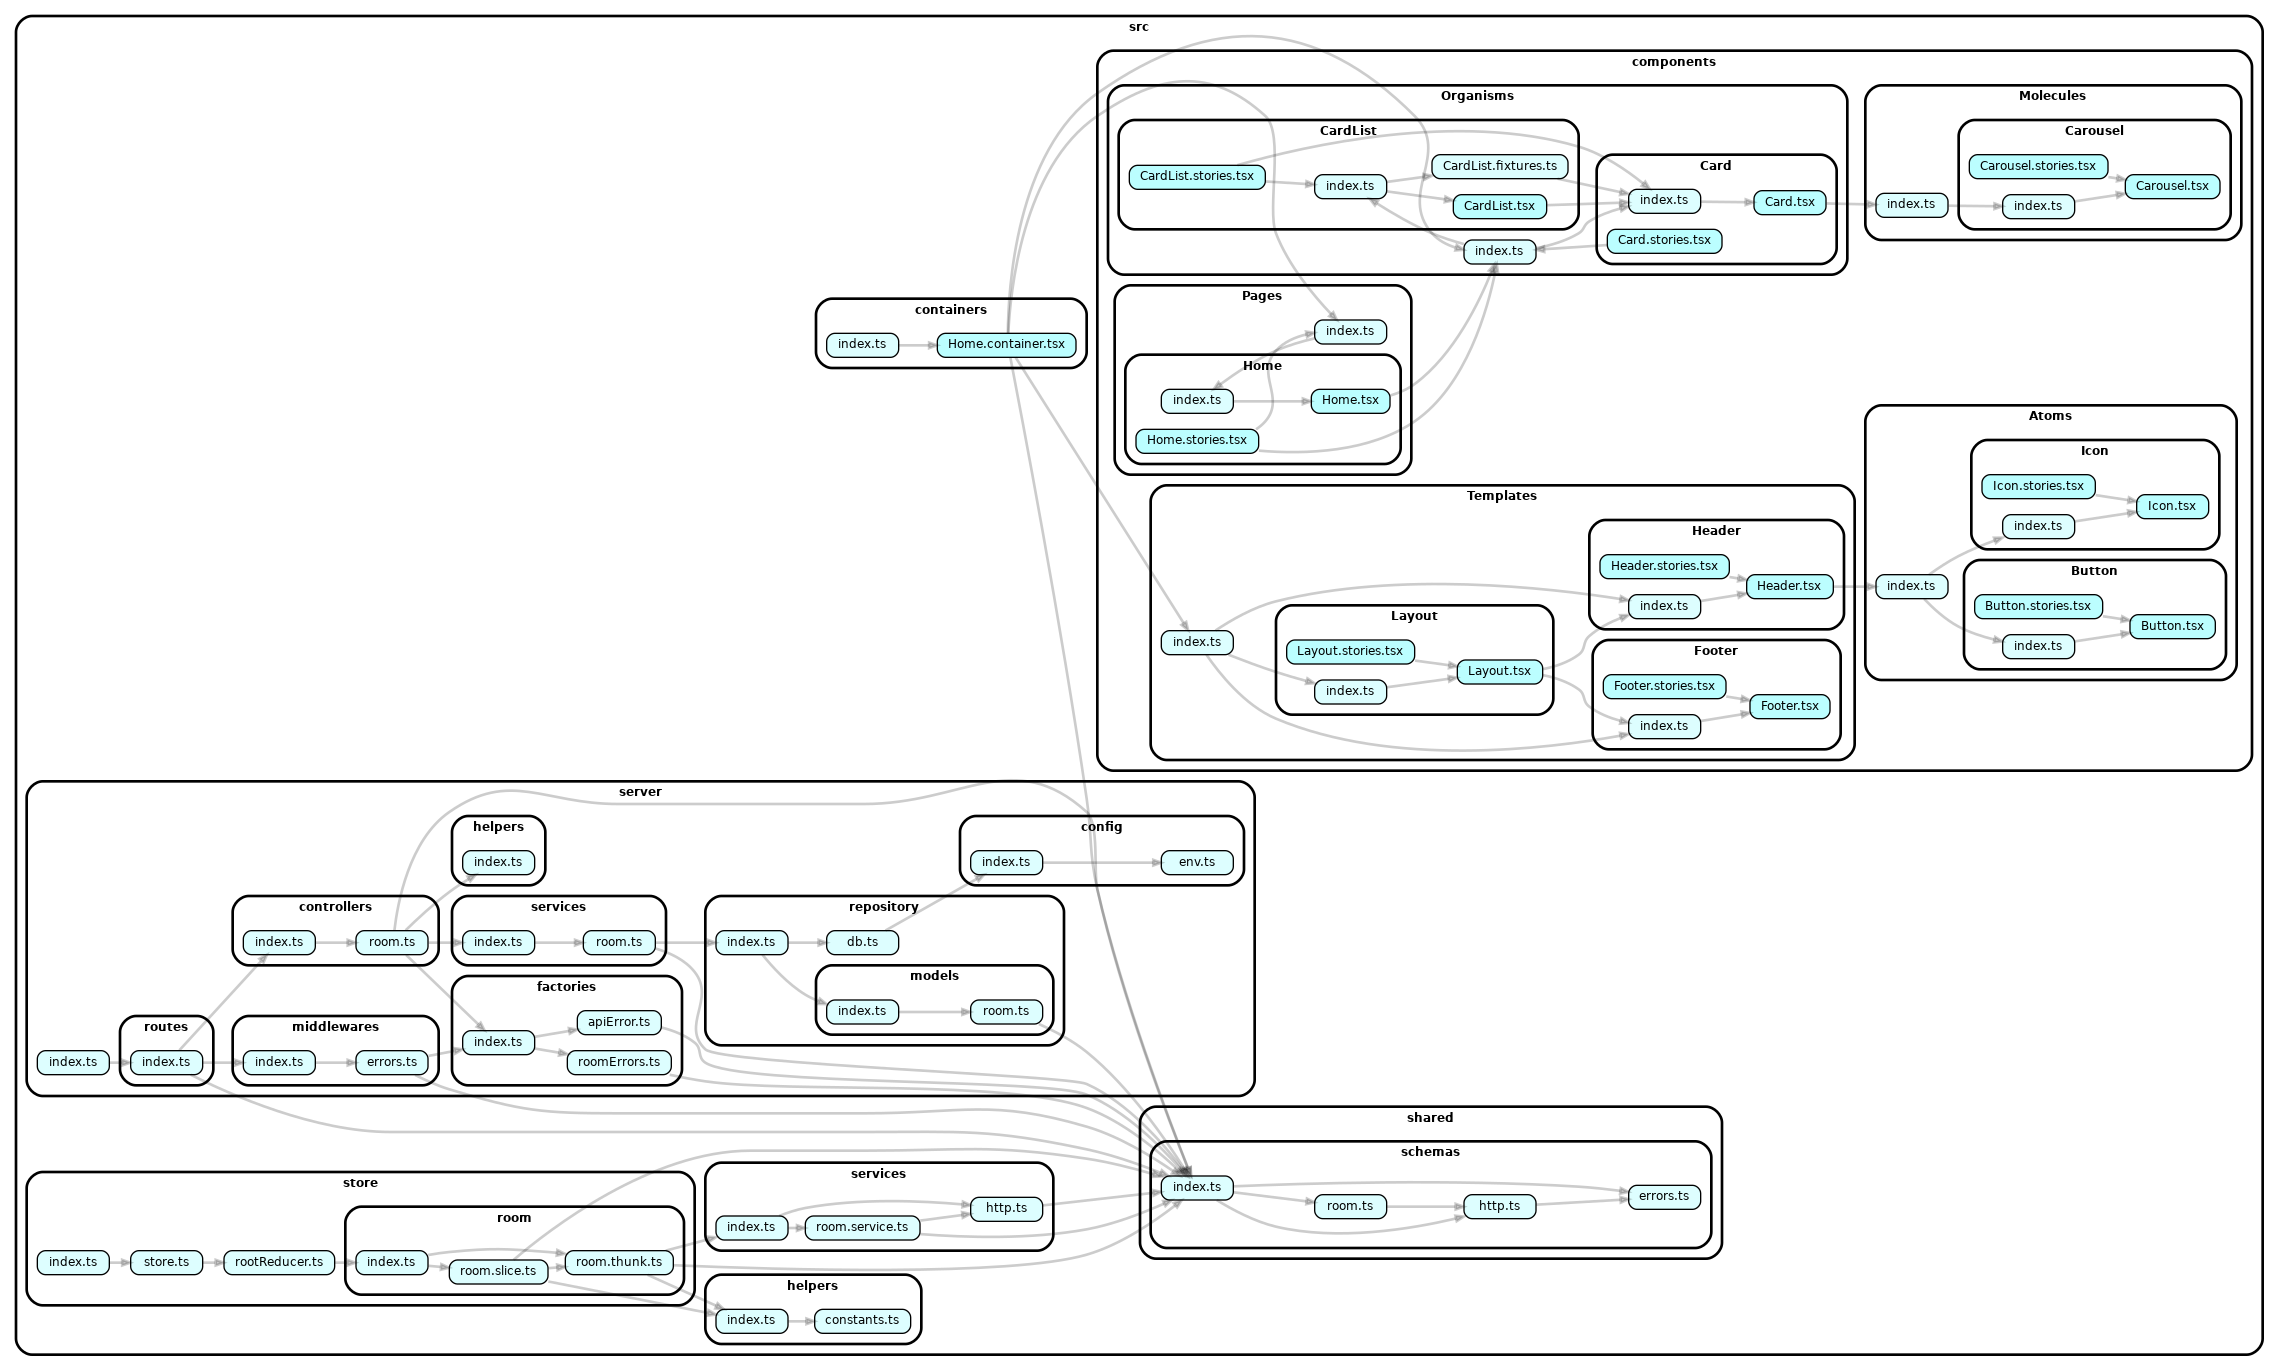 src
components
Organisms
CardList
CardList.stories.tsx
index.ts
CardList.fixtures.ts
CardList.tsx
Card
index.ts
Card.tsx
Card.stories.tsx
index.ts
Molecules
index.ts
Carousel
Carousel.stories.tsx
index.ts
Carousel.tsx
containers
index.ts
Home.container.tsx
Pages
index.ts
Home
index.ts
Home.tsx
Home.stories.tsx
Atoms
index.ts
Icon
Icon.stories.tsx
index.ts
Icon.tsx
Button
Button.stories.tsx
index.ts
Button.tsx
Templates
index.ts
Layout
Layout.stories.tsx
index.ts
Layout.tsx
Header
Header.stories.tsx
index.ts
Header.tsx
Footer
Footer.stories.tsx
index.ts
Footer.tsx
server
helpers
index.ts
config
index.ts
env.ts
controllers
index.ts
room.ts
services
index.ts
room.ts
repository
index.ts
db.ts
models
index.ts
room.ts
factories
index.ts
apiError.ts
roomErrors.ts
index.ts
routes
index.ts
middlewares
index.ts
errors.ts
shared
schemas
index.ts
room.ts
http.ts
errors.ts
store
index.ts
store.ts
rootReducer.ts
room
index.ts
room.slice.ts
room.thunk.ts
services
index.ts
room.service.ts
http.ts
helpers
index.ts
constants.ts